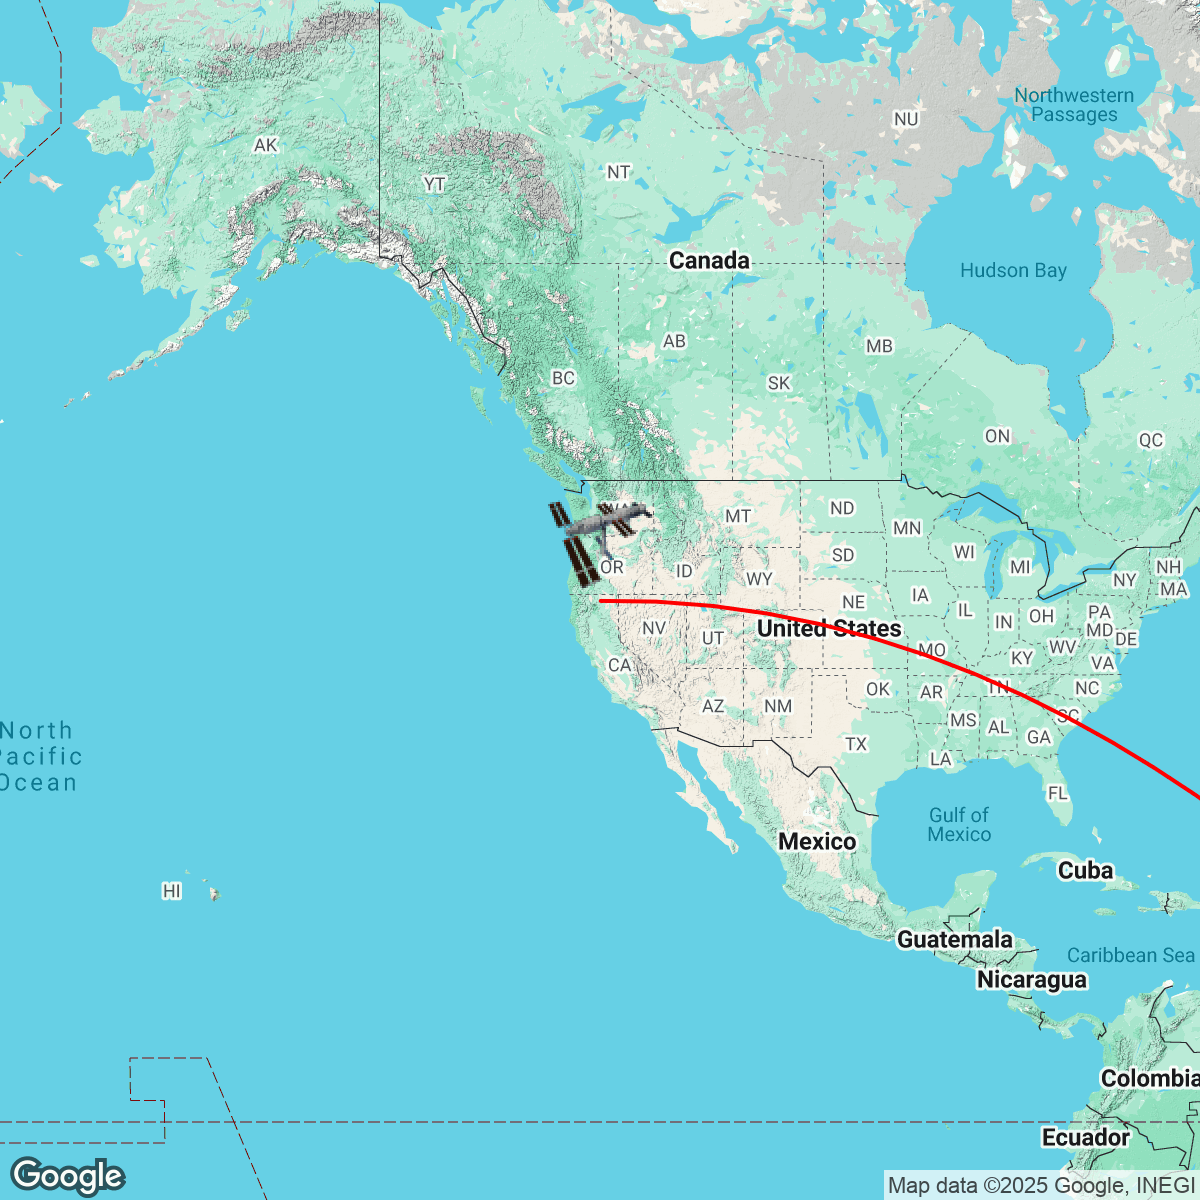 Northwestern
Passages
NU
AK
NT
YT
Canada
Hudson Bay
AB
MB
BC
SK
ON
QC
WA
MT
ND
MN
WI
MI
SD
OR
ID
WY
NH
NY
MA
NE
IA
IL
IN
OH
PA
NV
UT
United States
MD
DE
MO
WV
KY
VA
CA
TN
NC
OK
AR
AZ
NM
SC
MS
AL
GA
TX
LA
North
Pacific
Ocean
FL
Gulf of
Mexico
Mexico
Cuba
HI
Guatemala
Caribbean Sea
Nicaragua
Colombia
Ecuador
Google
Map data ©2025 Google, INEGI